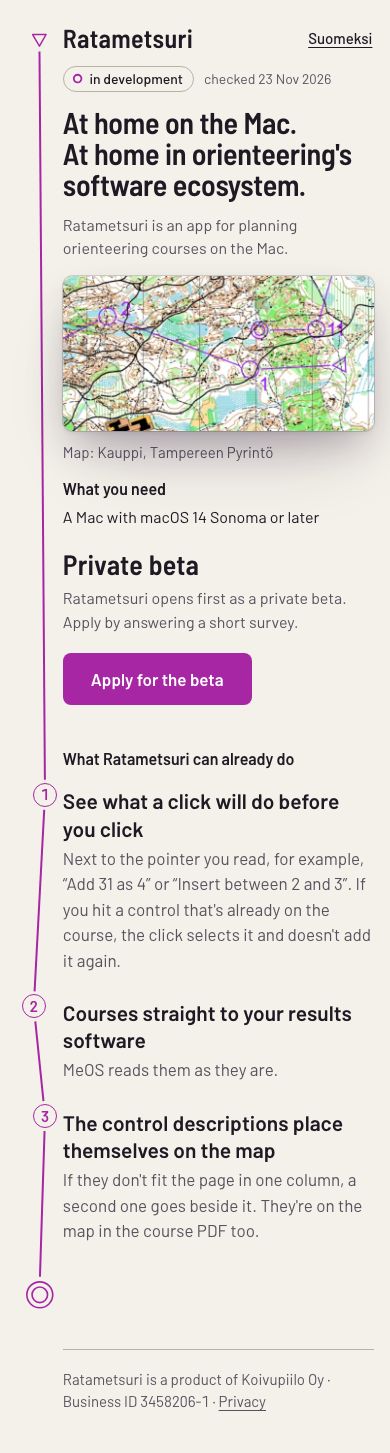 Ratametsuri
Suomeksi
in development
checked 23 Nov 2026
At home on the Mac.
At home in orienteering's
software ecosystem.
Ratametsuri is an app for planning
orienteering courses on the Mac.
2
11
1
Map: Kauppi, Tampereen Pyrintö
What you need
A Mac with macOS 14 Sonoma or later
Private beta
Ratametsuri opens first as a private beta.
Apply by answering a short survey.
Apply for the beta
What Ratametsuri can already do
1
See what a click will do before
you click
Next to the pointer you read, for example,
“Add 31 as 4” or “Insert between 2 and 3”. If
you hit a control that's already on the
course, the click selects it and doesn't add
it again.
2
Courses straight to your results
software
MeOS reads them as they are.
3
The control descriptions place
themselves on the map
If they don't fit the page in one column, a
second one goes beside it. They're on the
map in the course PDF too.
Ratametsuri is a product of Koivupiilo Oy ·
Business ID 3458206-1 · Privacy